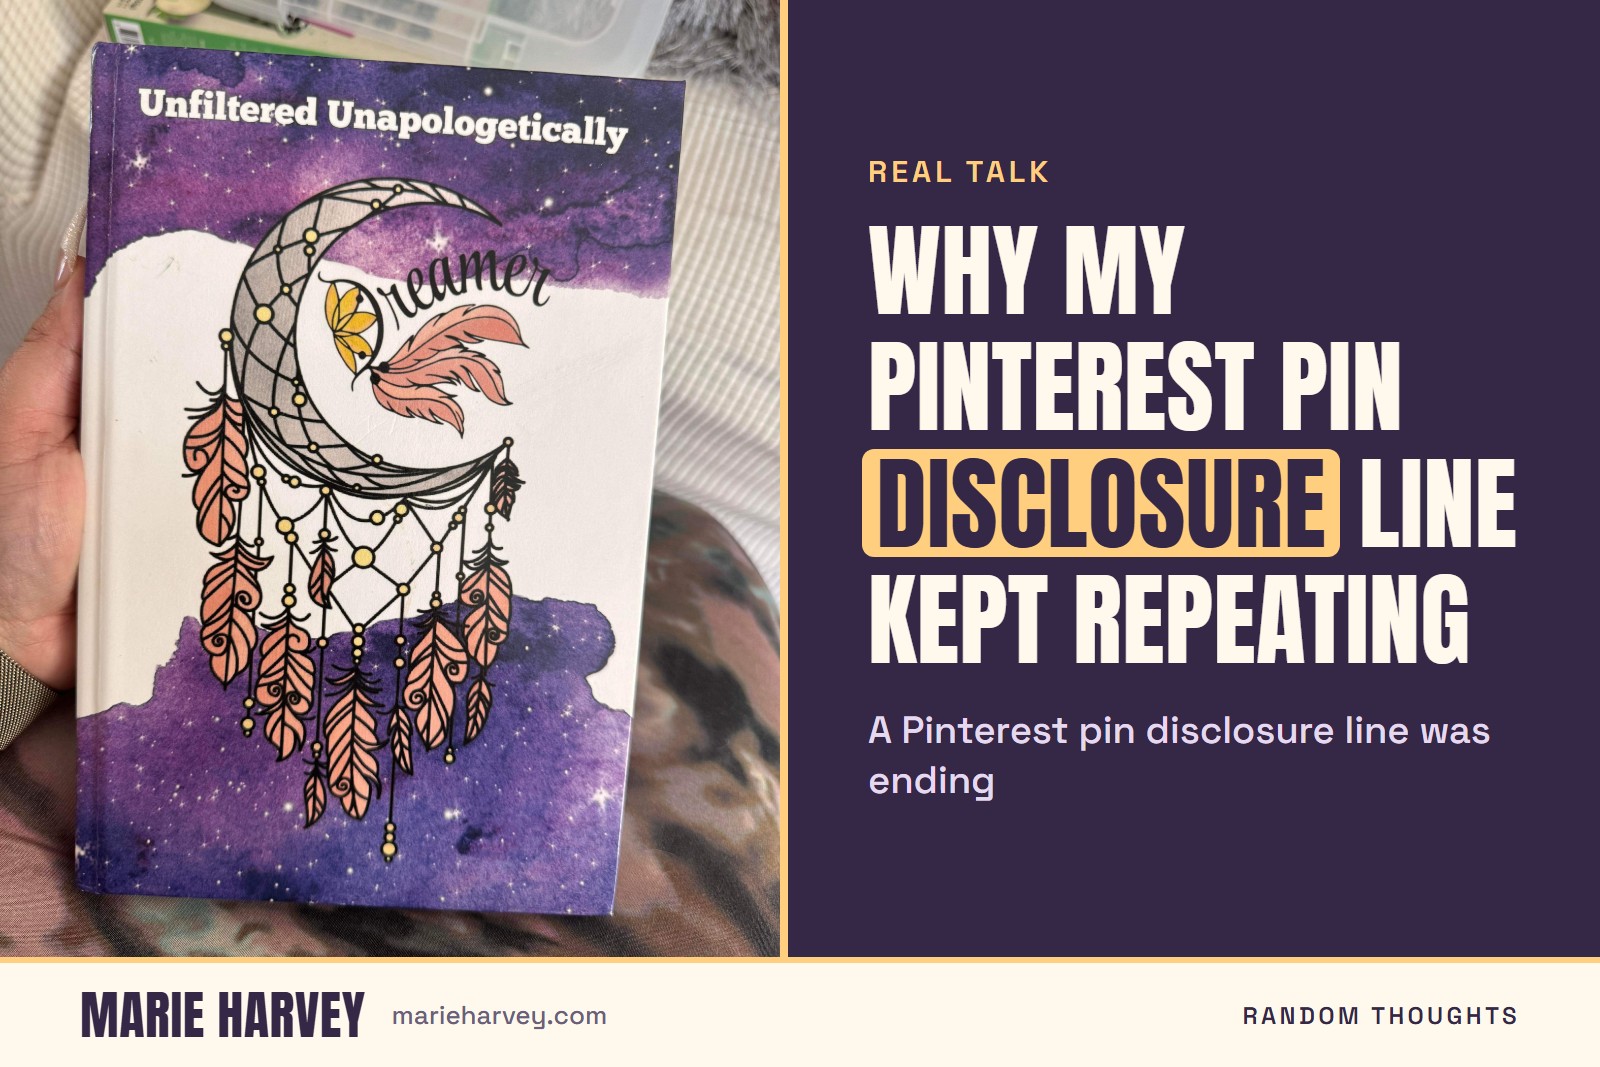 Unfiltered Unapologetically
Dreamer
REAL TALK
WHY MY
PINTEREST PIN
DISCLOSURE LINE
KEPT REPEATING
A Pinterest pin disclosure line was
ending
MARIE HARVEY
marieharvey.com
RANDOM THOUGHTS